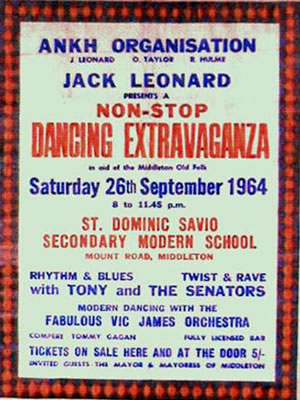 ANKH ORGANISATION
J. LEONARD O. TAYLOR R. HULME
JACK LEONARD
PRESENTS A
NON-STOP
DANCING EXTRAVAGANZA
in aid of the Middleton Old Folk
Saturday 26th September 1964
8 to 11.45 p.m.
ST. DOMINIC SAVIO
SECONDARY MODERN SCHOOL
MOUNT ROAD, MIDDLETON
RHYTHM & BLUES TWIST & RAVE
with TONY and THE SENATORS
MODERN DANCING WITH THE
FABULOUS VIC JAMES ORCHESTRA
COMPERE TOMMY GAGAN FULLY LICENSED BAR
TICKETS ON SALE HERE AND AT THE DOOR 5/-
INVITED GUESTS - THE MAYOR & MAYORESS OF MIDDLETON